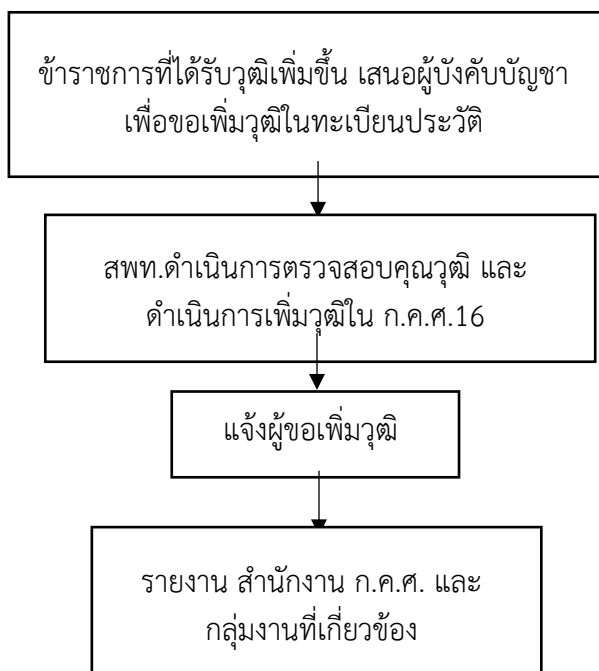 ข้าราชการที่ได้รับวุฒิเพิ่มขึ้น เสนอผู้บังคับบัญชา
เพื่อขอเพิ่มวุฒิในทะเบียนประวัติ
สพท.ดำเนินการตรวจสอบคุณวุฒิ และ
ดำเนินการเพิ่มวุฒิใน ก.ค.ศ.16
แจ้งผู้ขอเพิ่มวุฒิ
รายงาน สำนักงาน ก.ค.ศ. และ
กลุ่มงานที่เกี่ยวข้อง